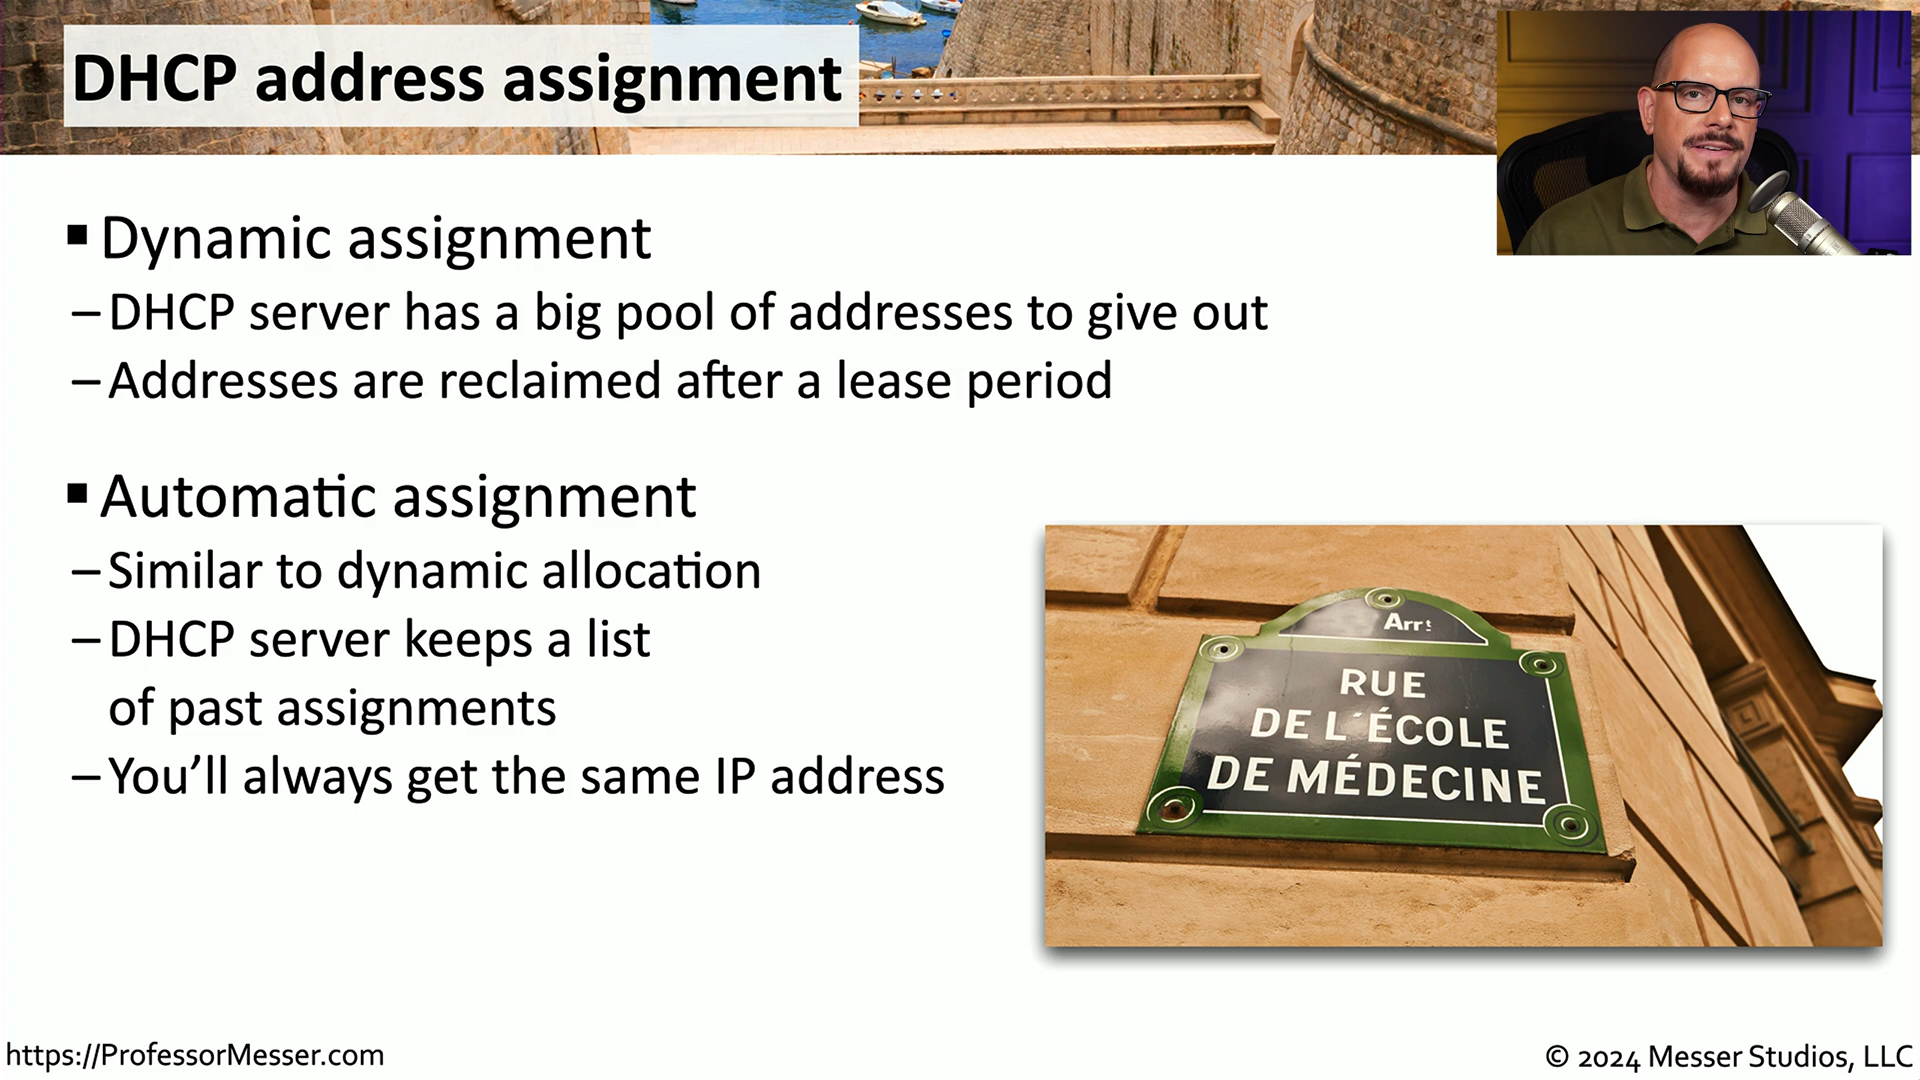 DHCP address assignment
▪ Dynamic assignment
– DHCP server has a big pool of addresses to give out
– Addresses are reclaimed after a lease period
▪ Automatic assignment
– Similar to dynamic allocation
– DHCP server keeps a list
of past assignments
– You’ll always get the same IP address
Arrt
RUE
DE L'ÉCOLE
DE MÉDECINE
https://ProfessorMesser.com
© 2024 Messer Studios, LLC